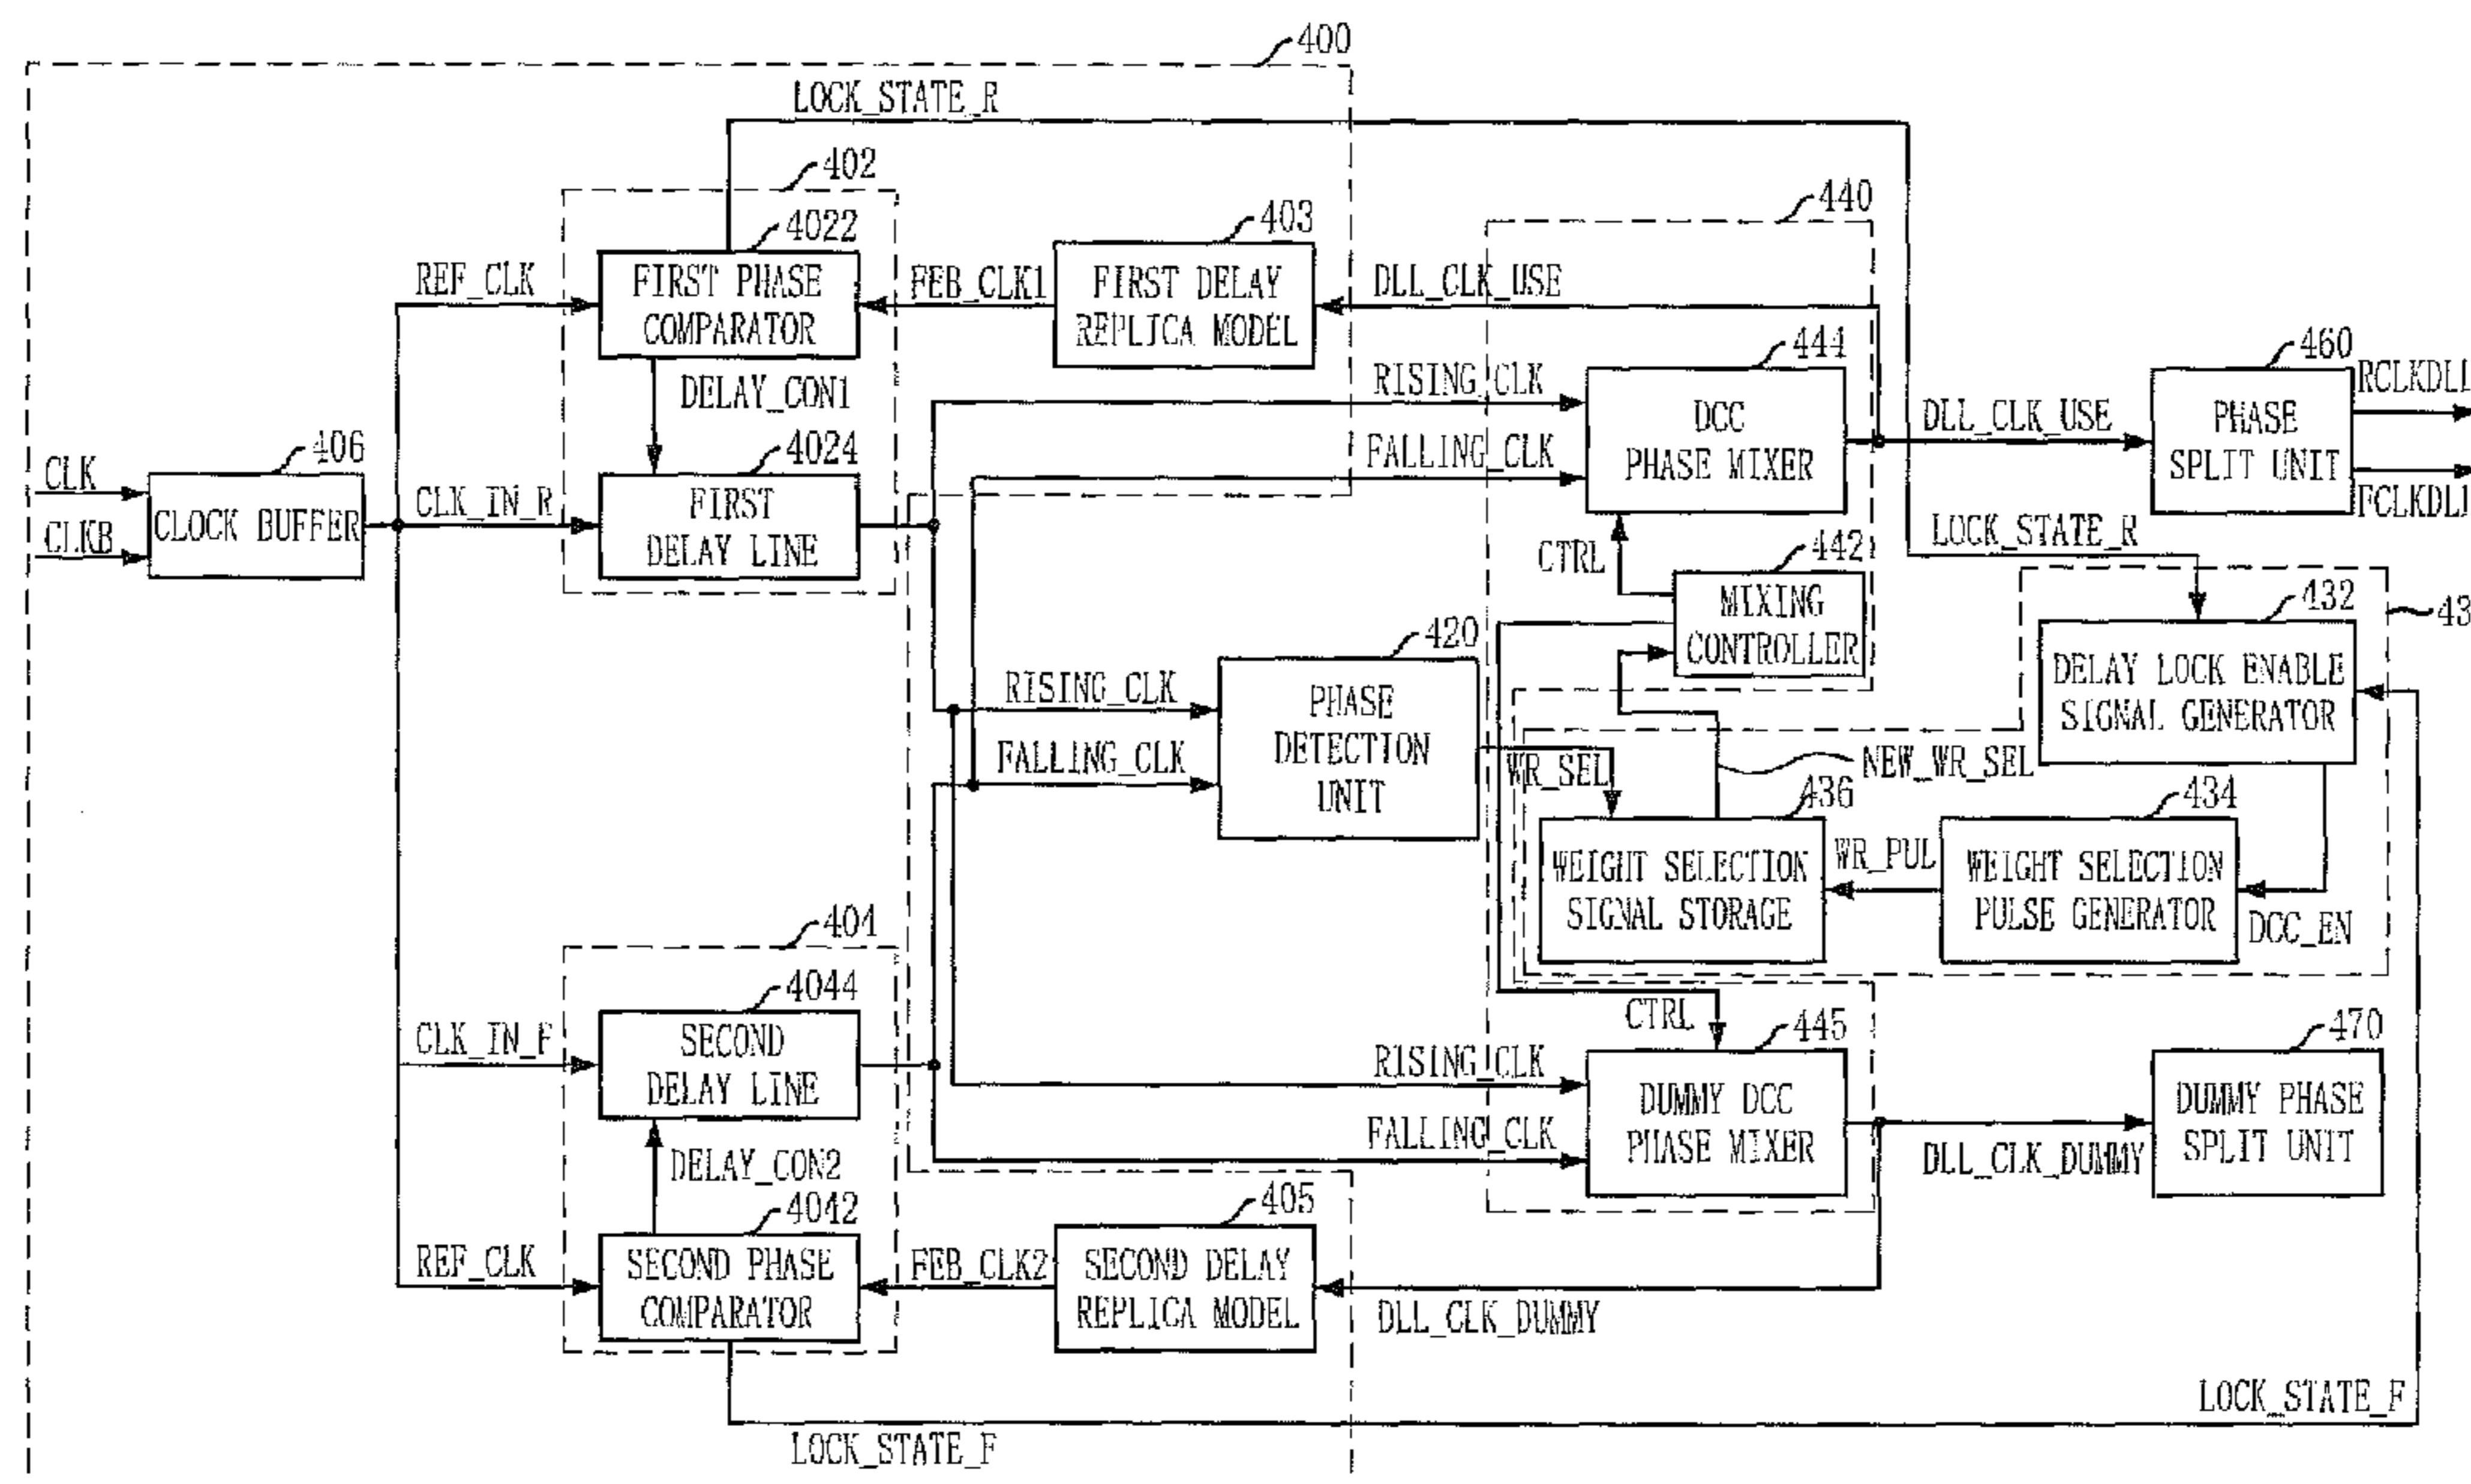 400
LOCK_STATE_R
402
440
4022
403
REF_CLK
FIRST PHASE
COMPARATOR
FEB_CLK1
FIRST DELAY
REPLICA MODEL
DLL_CLK_USE
444
460
DELAY_CON1
RISING_CLK
RCLKDLL
406
4024
DCC
PHASE MIXER
DLL_CLK_USE
PHASE
SPLIT UNIT
CLK
CLKB
CLOCK BUFFER
CLK_IN_R
FIRST
DELAY LINE
FALLING_CLK
FCLKDLL
LOCK_STATE_R
CTRL
442
MIXING
CONTROLLER
432
43
420
DELAY LOCK ENABLE
SIGNAL GENERATOR
RISING_CLK
PHASE
DETECTION
UNIT
FALLING_CLK
WR_SEL
NEW_WR_SEL
436
434
WEIGHT SELECTION
SIGNAL STORAGE
WR_PUL
WEIGHT SELECTION
PULSE GENERATOR
DCC_EN
404
4044
CTRL
445
470
CLK_IN_F
SECOND
DELAY LINE
RISING_CLK
DUMMY DCC
PHASE MIXER
DUMMY PHASE
SPLIT UNIT
FALLING_CLK
DELAY_CON2
DLL_CLK_DUMMY
4042
405
REF_CLK
SECOND PHASE
COMPARATOR
FEB_CLK2
SECOND DELAY
REPLICA MODEL
DLL_CLK_DUMMY
LOCK_STATE_F
LOCK_STATE_F